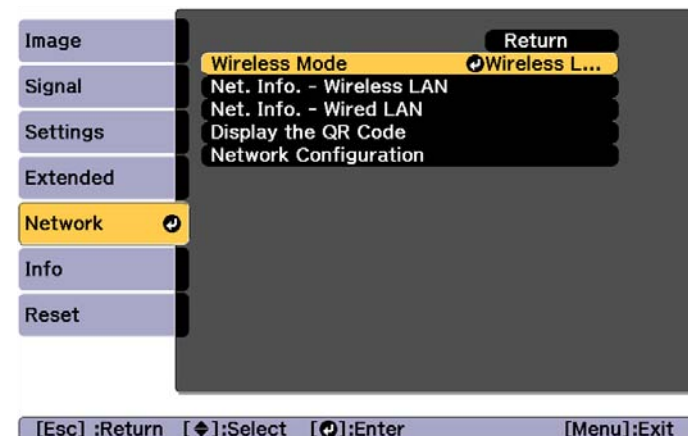 Image
Signal
Settings
Extended
Network
Info
Reset
Return
Wireless Mode Wireless L...
Net. Info. - Wireless LAN
Net. Info. - Wired LAN
Display the QR Code
Network Configuration
[Esc] :Return [◆]:Select [⏎]:Enter [Menu]:Exit